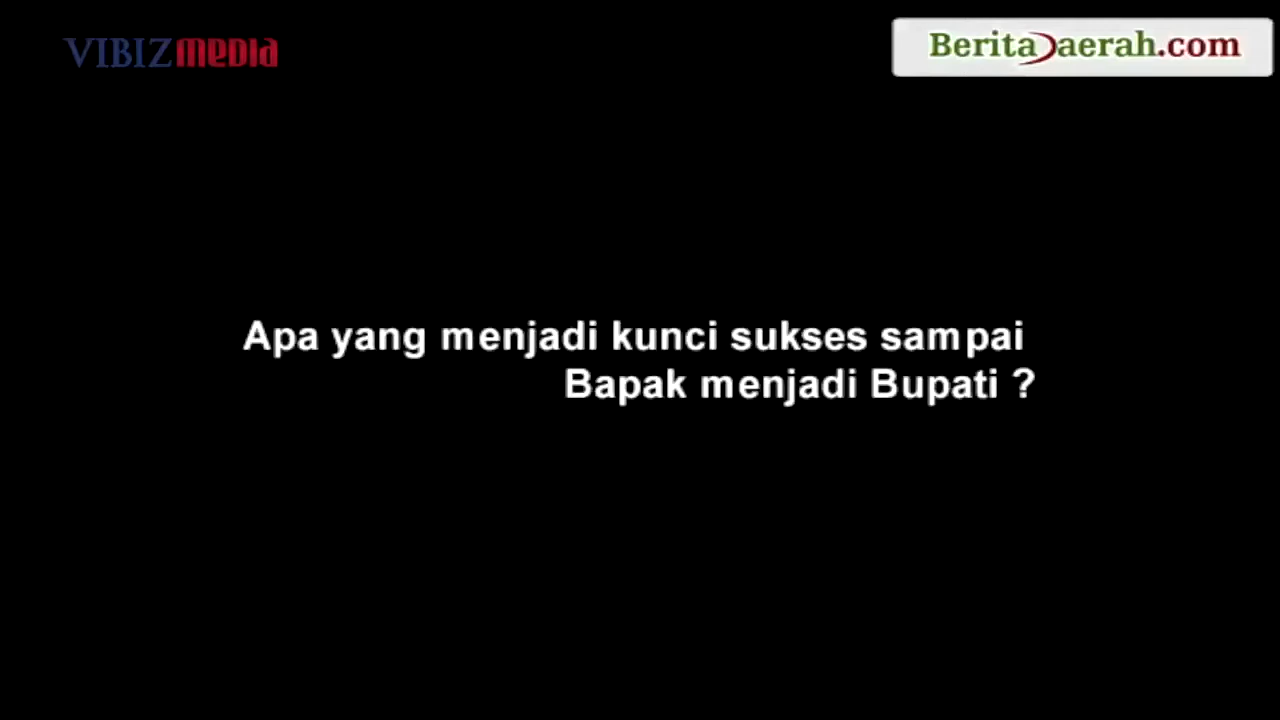 VIBIZMEDIA
BeritaDaerah.com
Apa yang menjadi kunci sukses sampai
Bapak menjadi Bupati ?